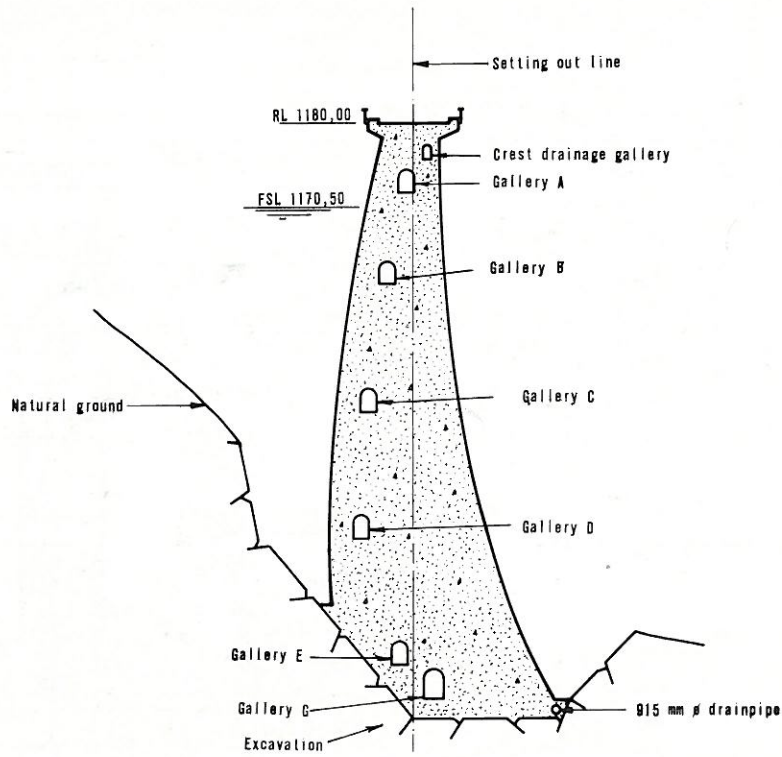 Setting out line
RL 1180,00
Crest drainage gallery
Gallery A
FSL 1170,50
Gallery B
Gallery C
Natural ground
Gallery D
Gallery E
Gallery G
915 mm ø drainpipe
Excavation